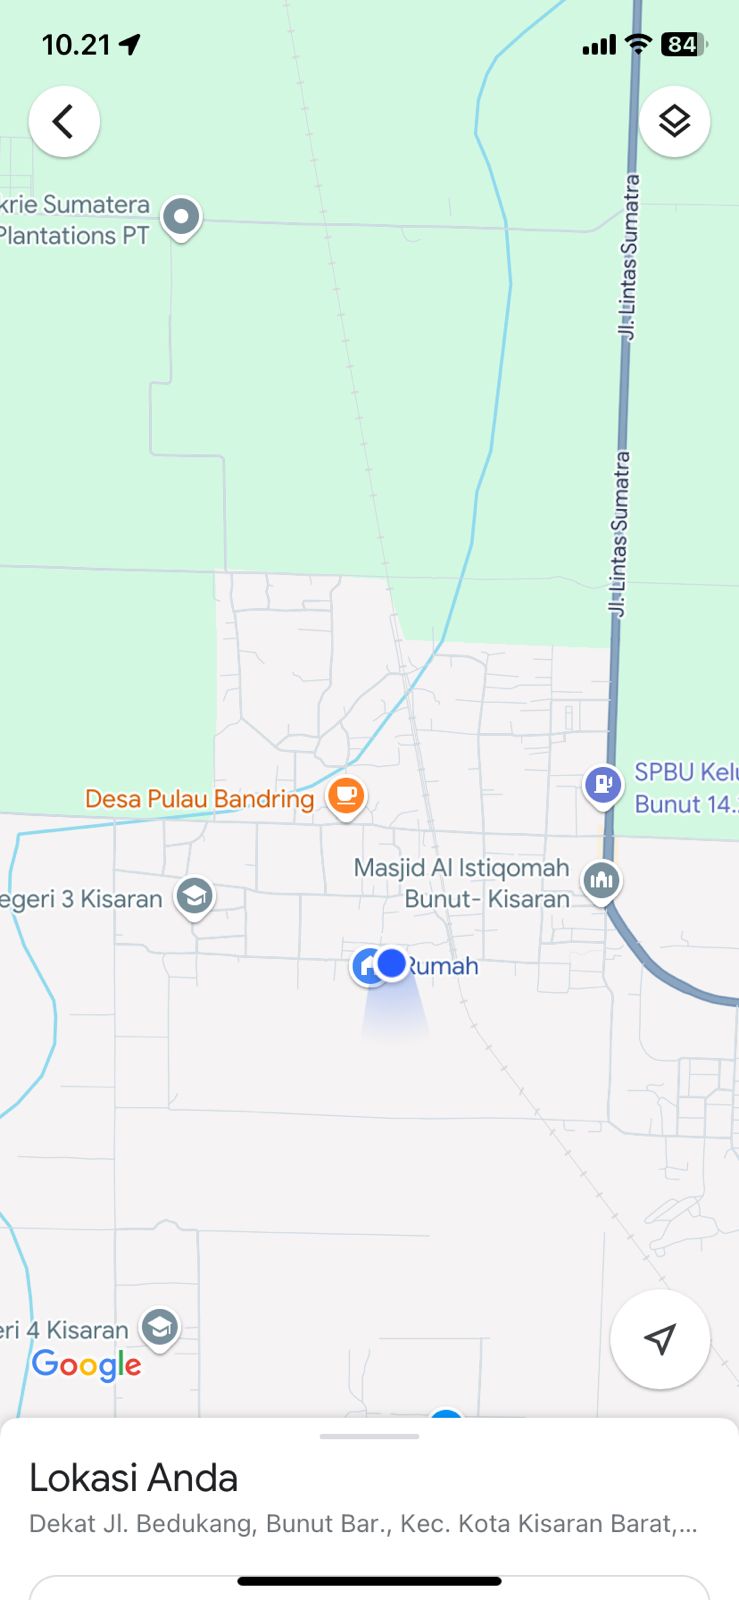 10.21
84
krie Sumatera
Plantations PT
Jl. Lintas Sumatra
Jl. Lintas Sumatra
Desa Pulau Bandring
SPBU Kelu
Bunut 14.
Masjid Al Istiqomah
Bunut- Kisaran
egeri 3 Kisaran
Rumah
eri 4 Kisaran
Google
Lokasi Anda
Dekat Jl. Bedukang, Bunut Bar., Kec. Kota Kisaran Barat,...